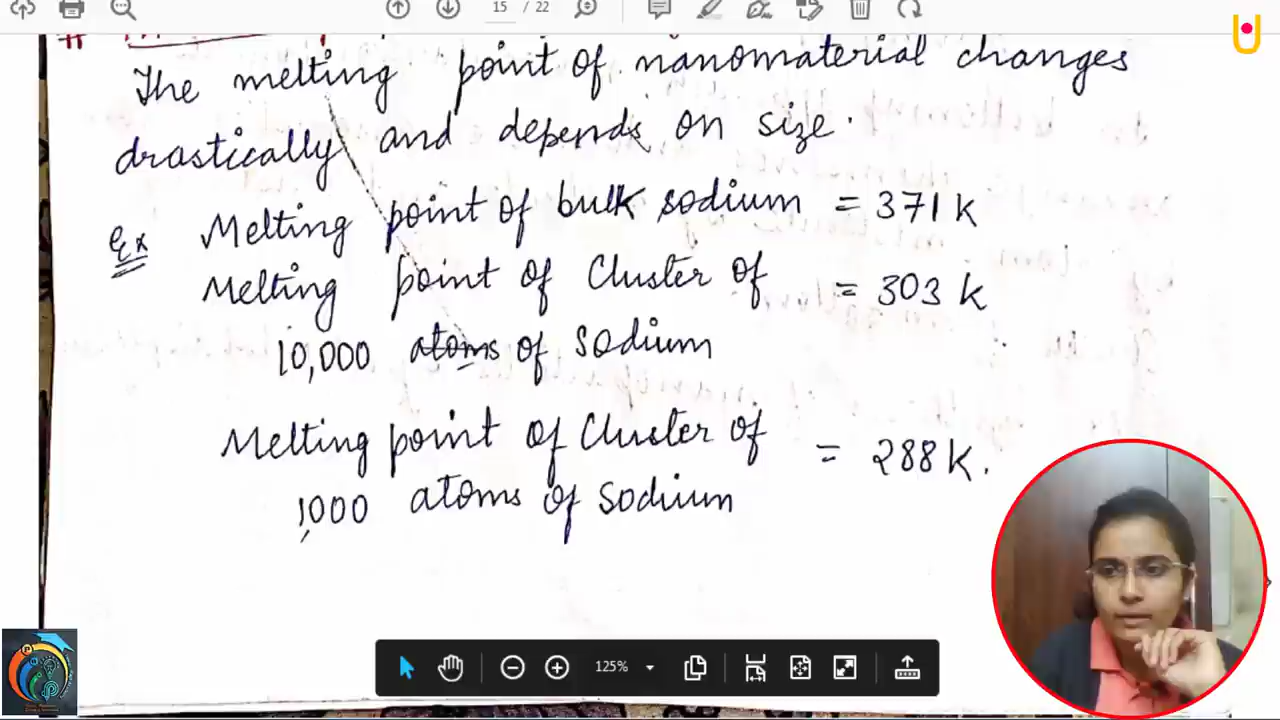 15 / 22
#
The melting point of nanomaterial changes
drastically and depends on size.
Ex Melting point of bulk sodium = 371 K
Melting point of Cluster of = 303 K
10,000 atoms of Sodium
Melting point of Cluster of = 288 K.
1,000 atoms of Sodium
125%